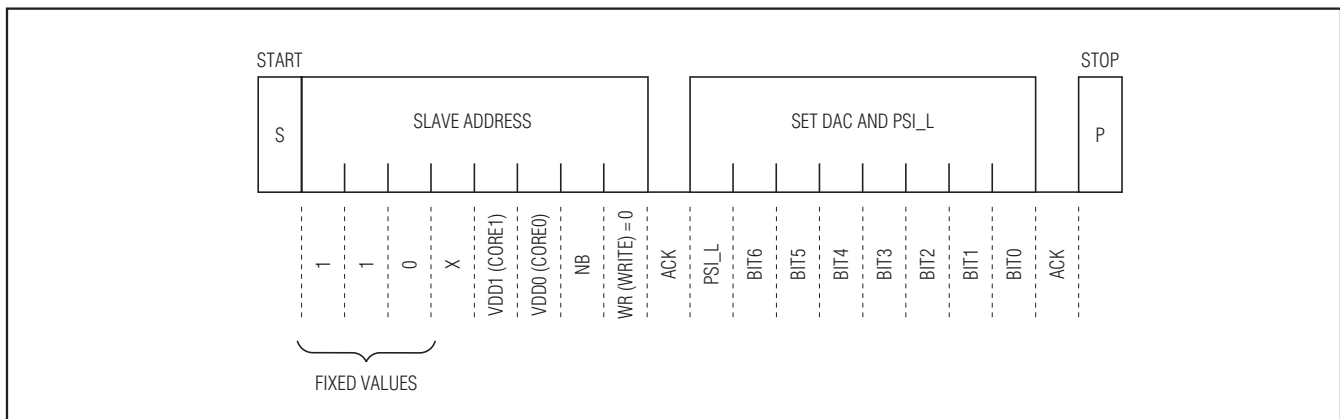 START
STOP
S
SLAVE ADDRESS
SET DAC AND PSI_L
P
1
1
0
X
VDD1 (CORE1)
VDD0 (CORE0)
NB
WR (WRITE) = 0
ACK
PSI_L
BIT6
BIT5
BIT4
BIT3
BIT2
BIT1
BIT0
ACK
FIXED VALUES